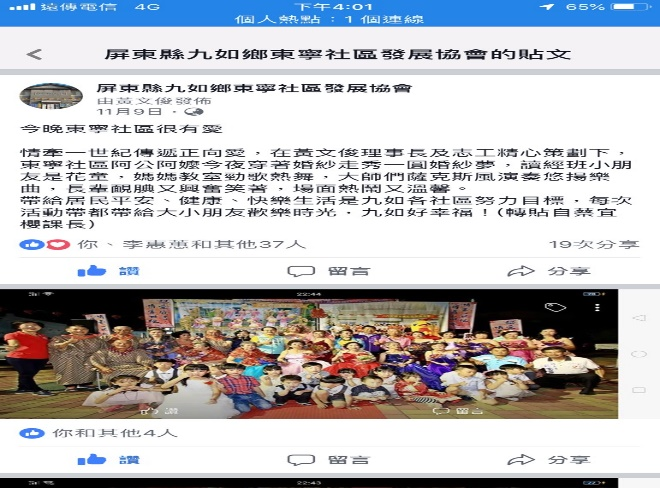 遠傳電信 4G 下午4:01 65%
個人熱點：1 個連線
屏東縣九如鄉東寧社區發展協會的貼文
屏東縣九如鄉東寧社區發展協會
由黃文俊發佈
11月9日 ·
今晚東寧社區很有愛
情牽一世紀傳遞正向愛，在黃文俊理事長及志工精心策劃下，
東寧社區阿公阿嬤今夜穿著婚紗走秀一圓婚紗夢，讀經班小朋
友是花童，媽媽教室勁歌熱舞，大師們薩克斯風演奏悠揚樂
曲，長輩靦腆又興奮笑著，場面熱鬧又溫馨。
帶給居民平安、健康、快樂生活是九如各社區努力目標，每次
活動帶都帶給大小朋友歡樂時光，九如好幸福！(轉貼自蔡宜
櫻課長)
你、李惠蒽和其他37人 19次分享
讚 留言 分享
22:44
讚 留言
你和其他4人
讚 留言 分享
22:43